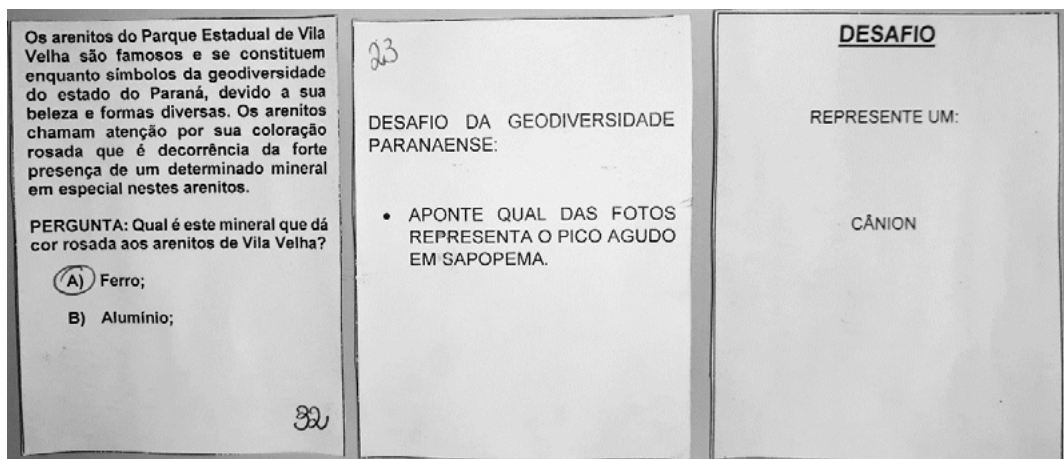 Os arenitos do Parque Estadual de Vila
Velha são famosos e se constituem
enquanto símbolos da geodiversidade
do estado do Paraná, devido a sua
beleza e formas diversas. Os arenitos
chamam atenção por sua coloração
rosada que é decorrência da forte
presença de um determinado mineral
em especial nestes arenitos.
PERGUNTA: Qual é este mineral que dá
cor rosada aos arenitos de Vila Velha?
A) Ferro;
B) Alumínio;
32
23
DESAFIO DA GEODIVERSIDADE
PARANAENSE:
• APONTE QUAL DAS FOTOS
REPRESENTA O PICO AGUDO
EM SAPOPEMA.
DESAFIO
REPRESENTE UM:
CÂNION